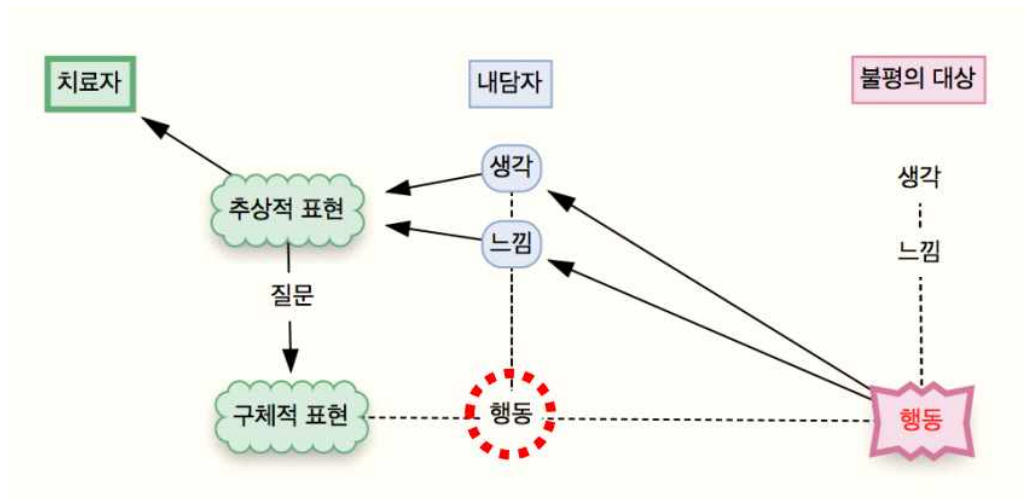 치료자
내담자
불평의 대상
생각
생각
추상적 표현
느낌
느낌
질문
구체적 표현
행동
행동